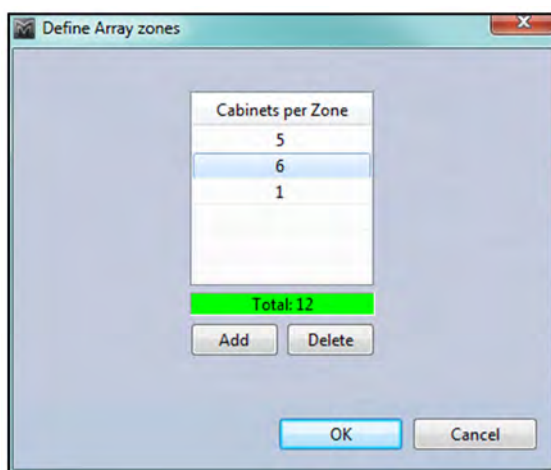 Define Array zones
Cabinets per Zone
5
6
1
Total: 12
Add Delete
OK Cancel